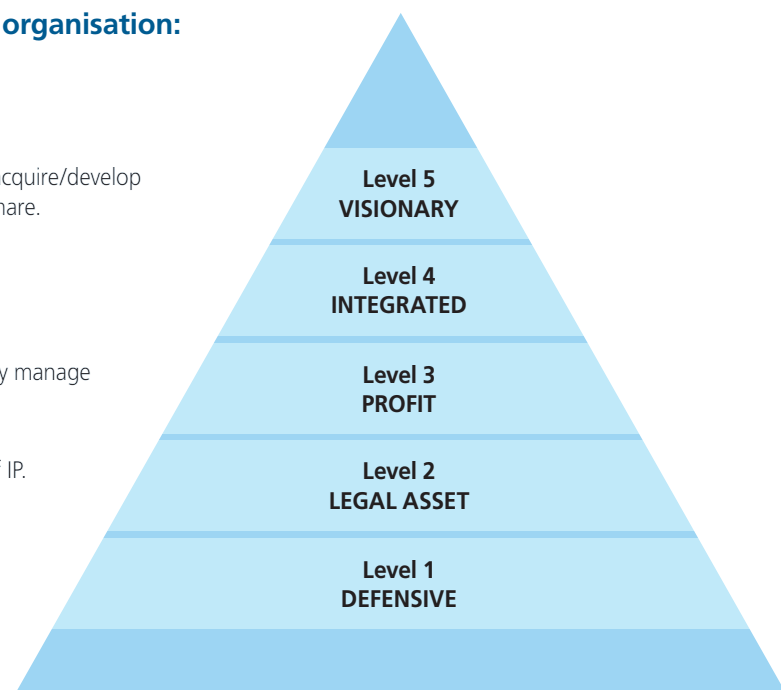 organisation:
cquire/develop
hare.
Level 5
VISIONARY
Level 4
INTEGRATED
y manage
Level 3
PROFIT
IP.
Level 2
LEGAL ASSET
Level 1
DEFENSIVE